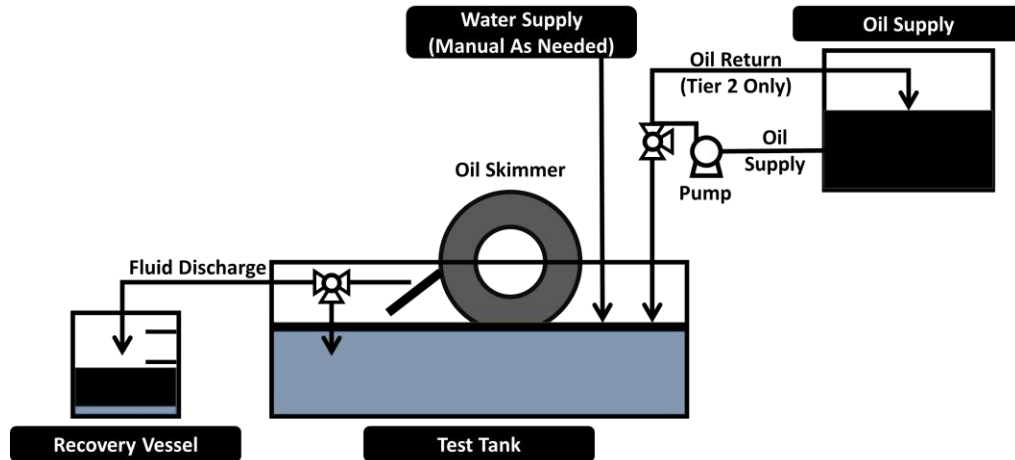 Water Supply
(Manual As Needed)
Oil Supply
Oil Return
(Tier 2 Only)
Oil
Supply
Pump
Oil Skimmer
Fluid Discharge
Recovery Vessel
Test Tank